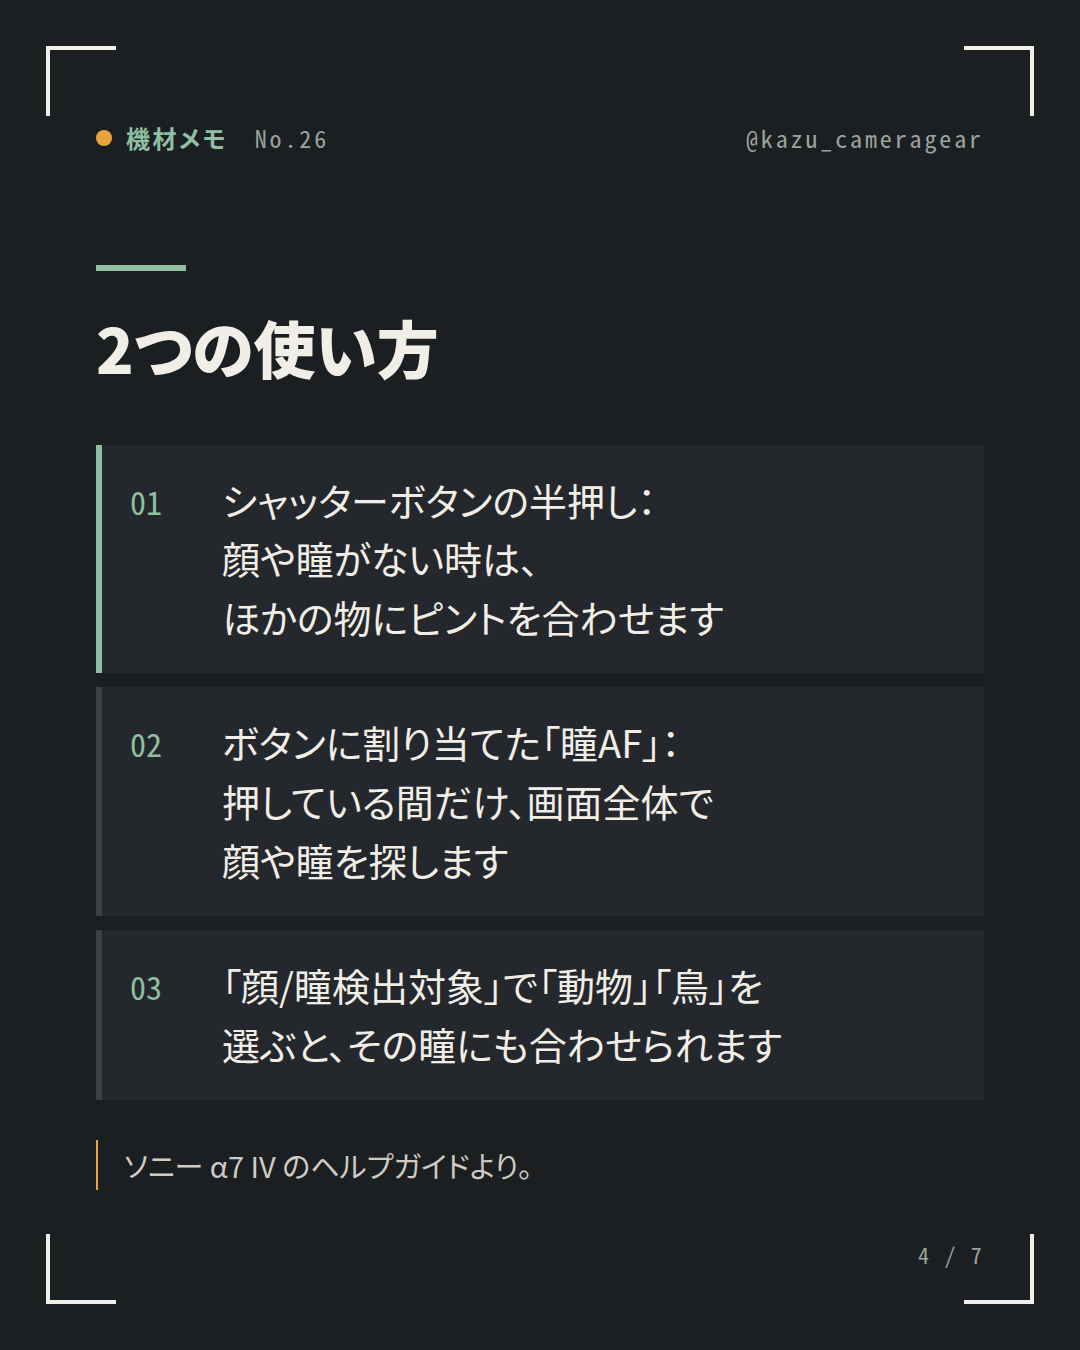 機材メモ No.26
@kazu_cameragear
2つの使い方
01
シャッターボタンの半押し：
顔や瞳がない時は、
ほかの物にピントを合わせます
02
ボタンに割り当てた「瞳AF」：
押している間だけ、画面全体で
顔や瞳を探します
03
「顔/瞳検出対象」で「動物」「鳥」を
選ぶと、その瞳にも合わせられます
ソニー α7 IV のヘルプガイドより。
4 / 7